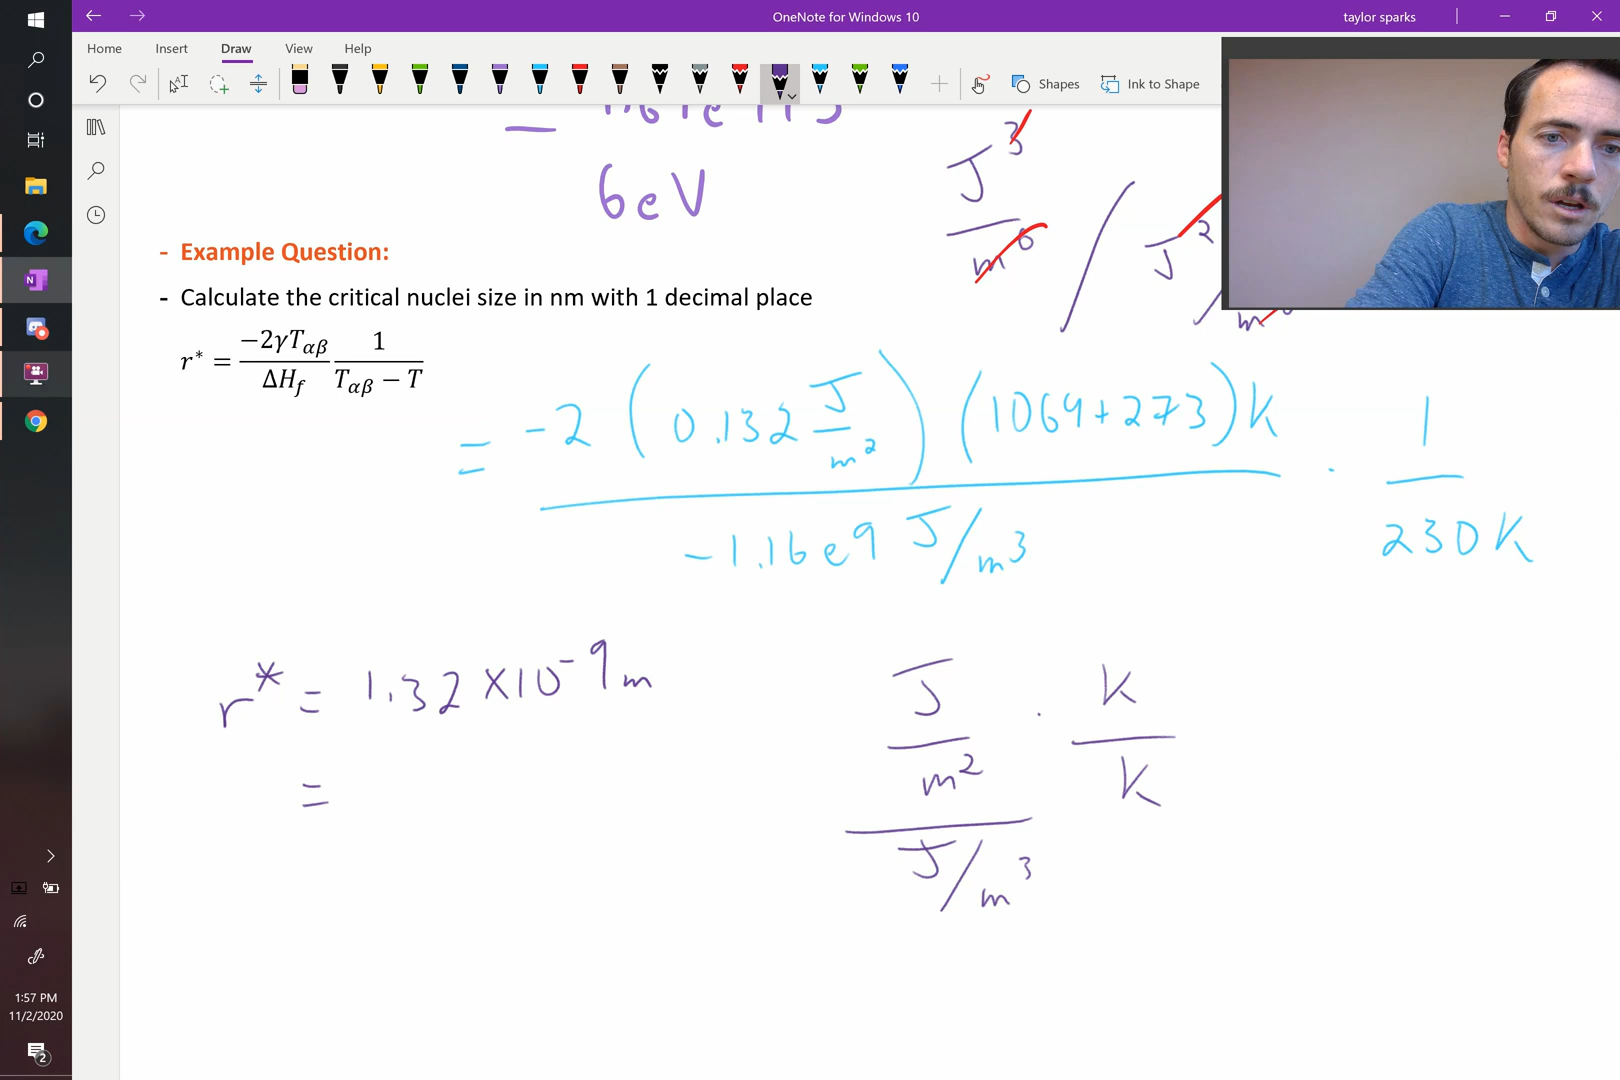 OneNote for Windows 10
taylor sparks
Home Insert Draw View Help
Shapes
Ink to Shape
6eV
J³
m⁶
J²
- Example Question:
- Calculate the critical nuclei size in nm with 1 decimal place
r* = −2γTαβ / ΔHf 1 / Tαβ − T
= -2 (0.132 J/m²) (1064+273) K / -1.16e9 J/m³ · 1 / 230 K
r* = 1.32 ×10⁻⁹ m
=
J/m² / J/m³ · K/K
1:57 PM
11/2/2020
2